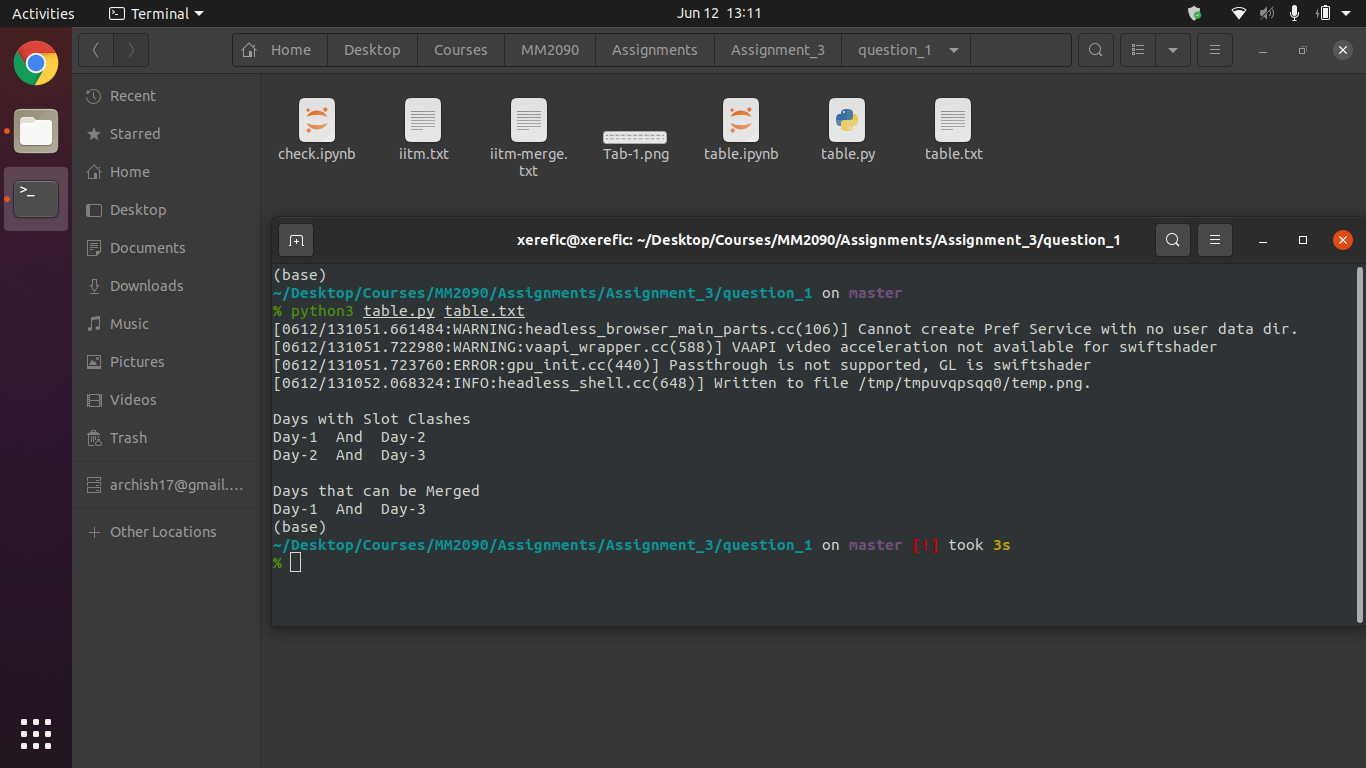 Activities Terminal Jun 12 13:11
Home Desktop Courses MM2090 Assignments Assignment_3 question_1
Recent
Starred
Home
Desktop
Documents
Downloads
Music
Pictures
Videos
Trash
archish17@gmail.…
Other Locations
check.ipynb iitm.txt iitm-merge. Tab-1.png table.ipynb table.py table.txt
txt
xerefic@xerefic: ~/Desktop/Courses/MM2090/Assignments/Assignment_3/question_1
(base)
~/Desktop/Courses/MM2090/Assignments/Assignment_3/question_1 on master
% python3 table.py table.txt
[0612/131051.661484:WARNING:headless_browser_main_parts.cc(106)] Cannot create Pref Service with no user data dir.
[0612/131051.722980:WARNING:vaapi_wrapper.cc(588)] VAAPI video acceleration not available for swiftshader
[0612/131051.723760:ERROR:gpu_init.cc(440)] Passthrough is not supported, GL is swiftshader
[0612/131052.068324:INFO:headless_shell.cc(648)] Written to file /tmp/tmpuvqpsqq0/temp.png.
Days with Slot Clashes
Day-1  And  Day-2
Day-2  And  Day-3
Days that can be Merged
Day-1  And  Day-3
(base)
~/Desktop/Courses/MM2090/Assignments/Assignment_3/question_1 on master [!] took 3s
%